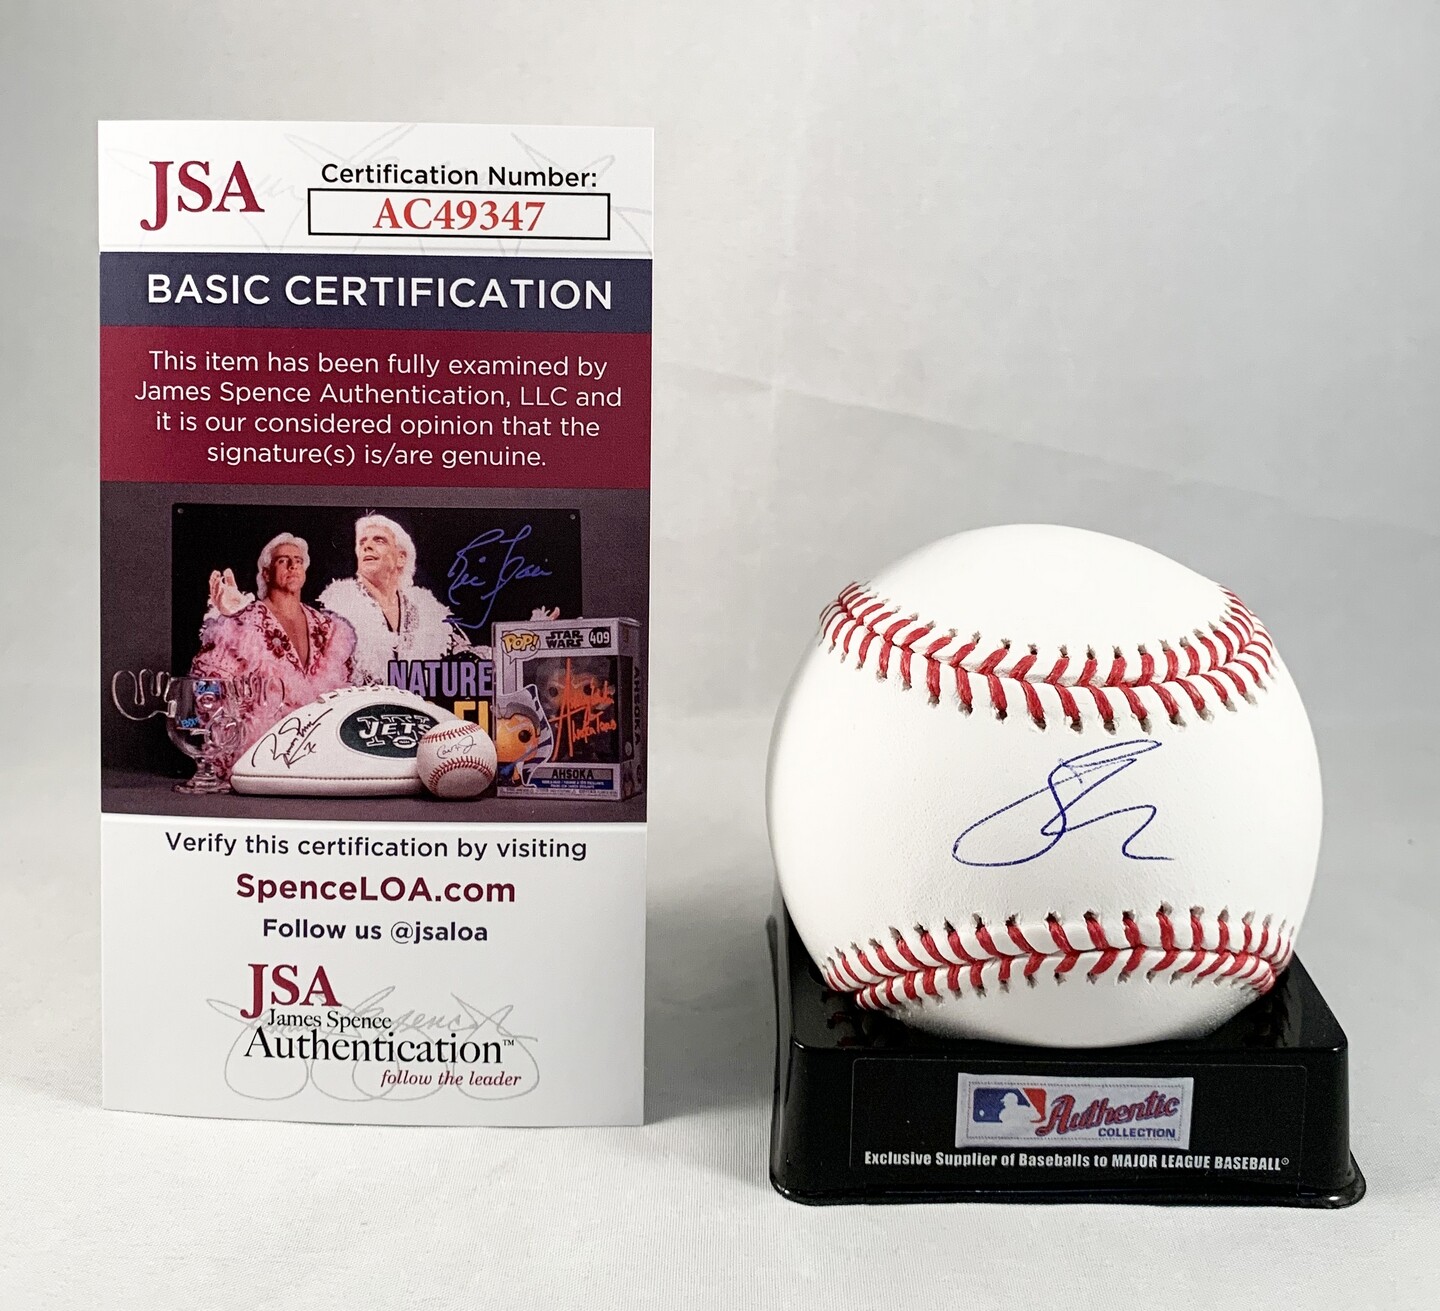 JSA
Certification Number:
AC49347
BASIC CERTIFICATION
This item has been fully examined by
James Spence Authentication, LLC and
it is our considered opinion that the
signature(s) is/are genuine.
POP!
STAR
WARS
409
NATURE
JETS
AHSOKA
AHSOKA
Verify this certification by visiting
SpenceLOA.com
Follow us @jsaloa
JSA
James Spence
Authentication™
follow the leader
Authentic
COLLECTION
Exclusive Supplier of Baseballs to MAJOR LEAGUE BASEBALL®